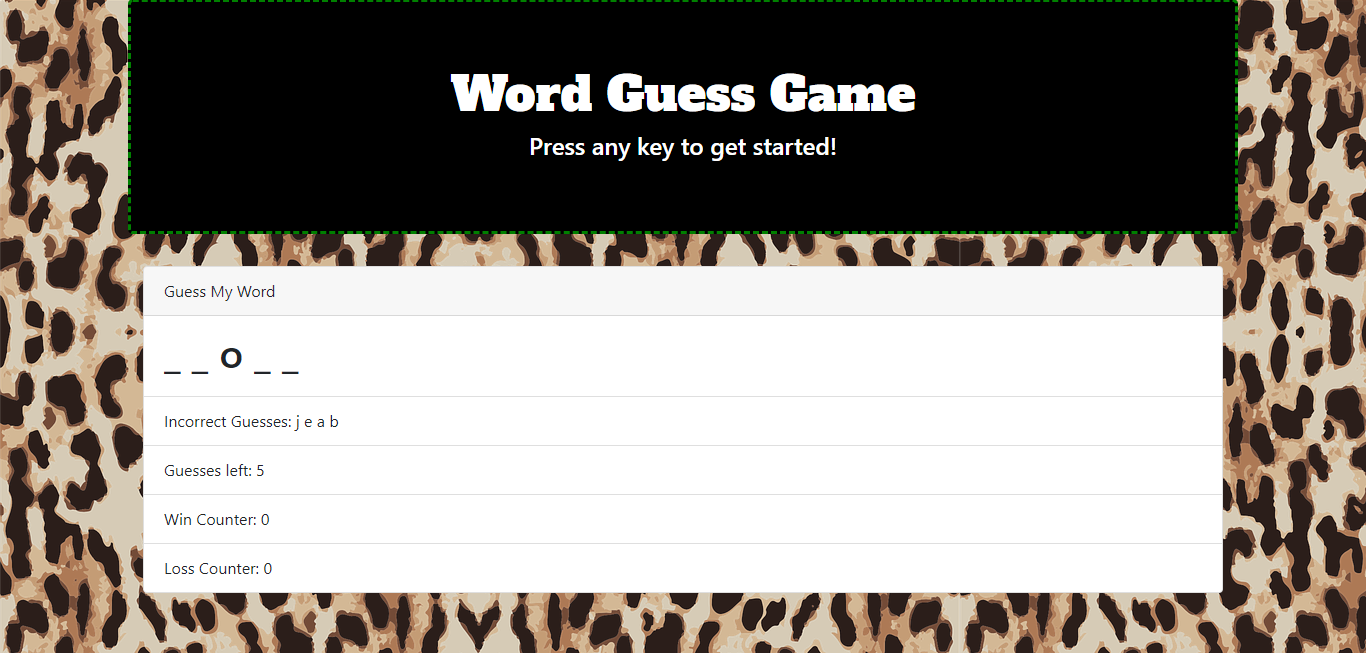 Word Guess Game
Press any key to get started!
Guess My Word
_ _ o _ _
Incorrect Guesses: j e a b
Guesses left: 5
Win Counter: 0
Loss Counter: 0